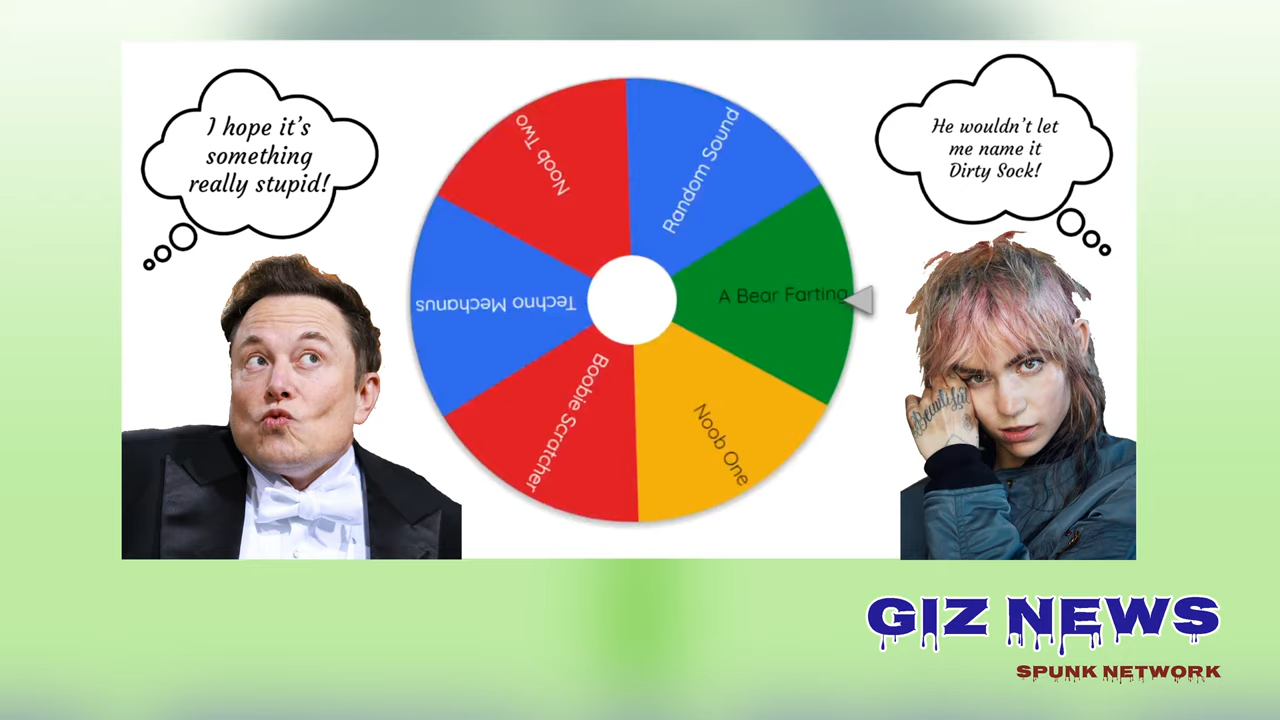 I hope it's
something
really stupid!
He wouldn't let
me name it
Dirty Sock!
Noob Two
Random Sound
Techno Mechanus
A Bear Farting
Boobie Scratcher
Noob One
Beautiful
GIZ NEWS
SPUNK NETWORK